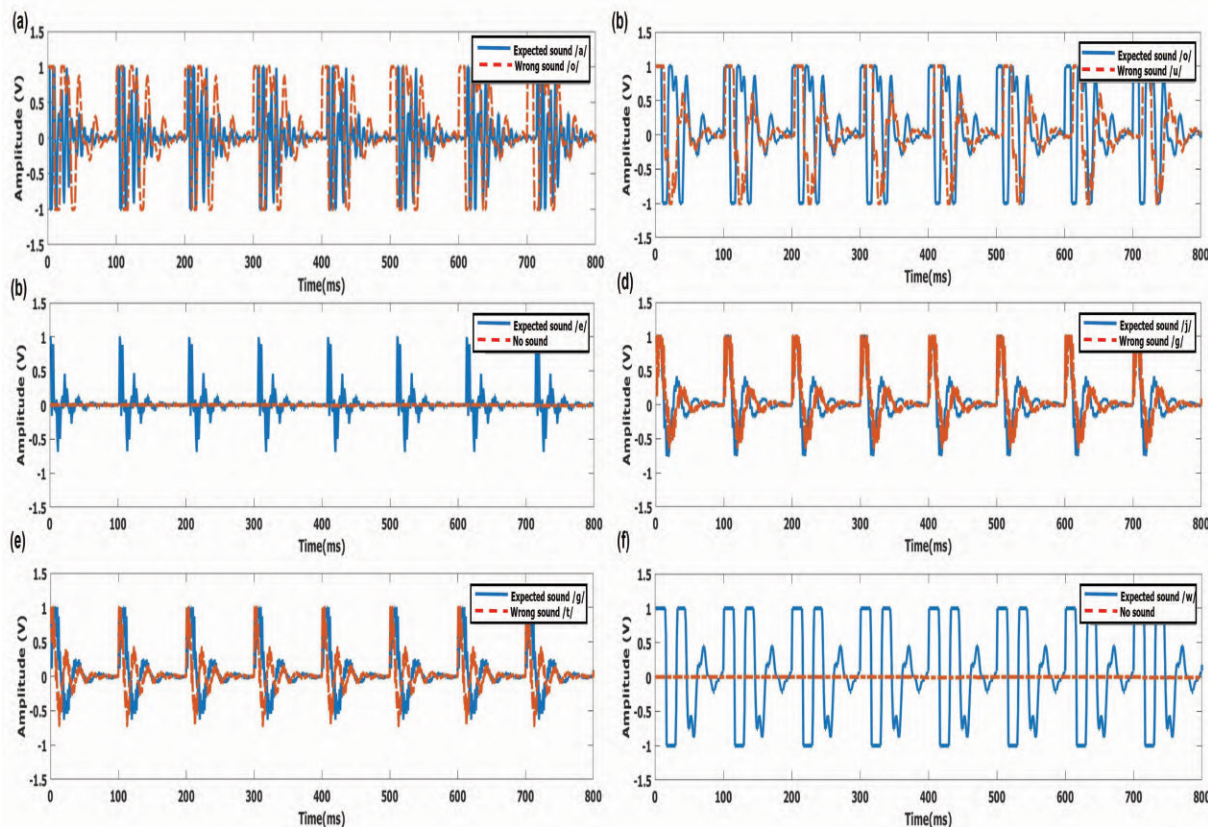 (a)
1.5
1
0.5
0
-0.5
-1
-1.5
Amplitude (V)
Expected sound /a/
Wrong sound /o/
0 100 200 300 400 500 600 700 800
Time(ms)
(b)
1.5
1
0.5
0
-0.5
-1
-1.5
Amplitude (V)
Expected sound /o/
Wrong sound /u/
0 100 200 300 400 500 600 700 800
Time(ms)
(b)
1.5
1
0.5
0
-0.5
-1
-1.5
Amplitude (V)
Expected sound /e/
No sound
0 100 200 300 400 500 600 700 800
Time(ms)
(d)
1.5
1
0.5
0
-0.5
-1
-1.5
Amplitude (V)
Expected sound /j/
Wrong sound /g/
0 100 200 300 400 500 600 700 800
Time(ms)
(e)
1.5
1
0.5
0
-0.5
-1
-1.5
Amplitude (V)
Expected sound /g/
Wrong sound /t/
0 100 200 300 400 500 600 700 800
Time(ms)
(f)
1.5
1
0.5
0
-0.5
-1
-1.5
Amplitude (V)
Expected sound /w/
No sound
0 100 200 300 400 500 600 700 800
Time(ms)